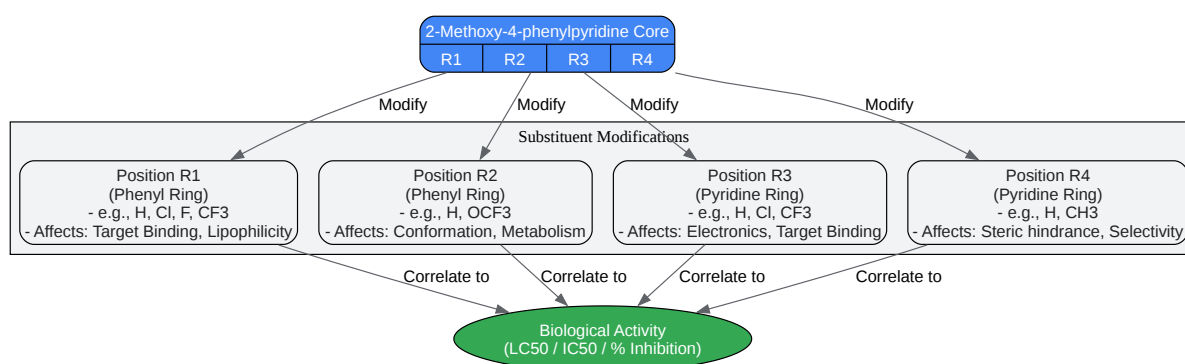 2-Methoxy-4-phenylpyridine Core
R1 R2 R3 R4
Modify Modify Modify Modify
Substituent Modifications
Position R1
(Phenyl Ring)
- e.g., H, Cl, F, CF3
- Affects: Target Binding, Lipophilicity
Position R2
(Phenyl Ring)
- e.g., H, OCF3
- Affects: Conformation, Metabolism
Position R3
(Pyridine Ring)
- e.g., H, Cl, CF3
- Affects: Electronics, Target Binding
Position R4
(Pyridine Ring)
- e.g., H, CH3
- Affects: Steric hindrance, Selectivity
Correlate to Correlate to Correlate to Correlate to
Biological Activity
(LC50 / IC50 / % Inhibition)